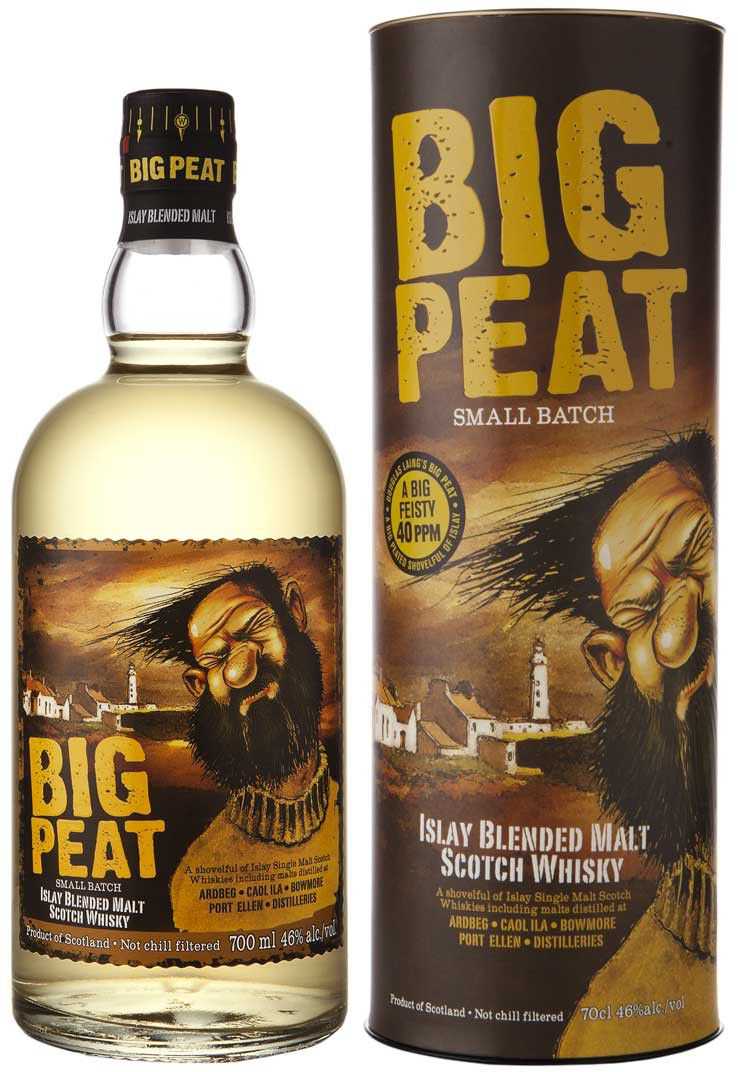 BIG PEAT
ISLAY BLENDED MALT
BIG
PEAT
SMALL BATCH
ISLAY BLENDED MALT
SCOTCH WHISKY
A shovelful of Islay Single Malt Scotch
Whiskies including malts distilled at
ARDBEG • CAOL ILA • BOWMORE
PORT ELLEN • DISTILLERIES
Product of Scotland • Not chill filtered 700 ml 46% alc./vol.
BIG
PEAT
SMALL BATCH
DOUGLAS LAING'S BIG PEAT •
A BIG
FEISTY
40 PPM
A BIG PEATED SHOVELFUL OF ISLAY
ISLAY BLENDED MALT
SCOTCH WHISKY
A shovelful of Islay Single Malt Scotch
Whiskies including malts distilled at
ARDBEG • CAOL ILA • BOWMORE
PORT ELLEN • DISTILLERIES
Product of Scotland • Not chill filtered 70cl 46%alc./vol